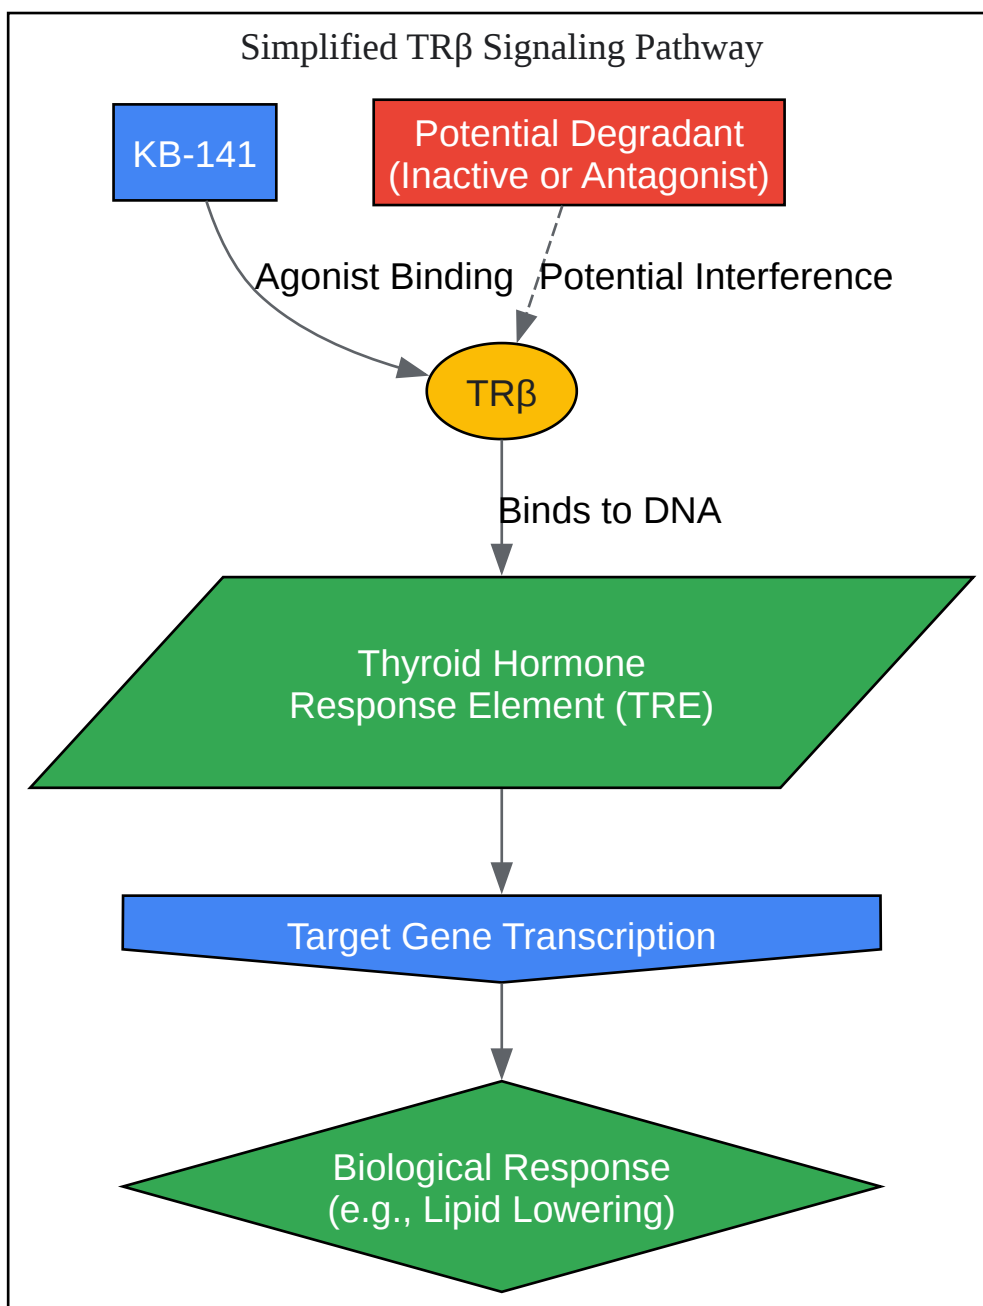 Simplified TRβ Signaling Pathway
KB-141
Potential Degradant
(Inactive or Antagonist)
Agonist Binding
Potential Interference
TRβ
Binds to DNA
Thyroid Hormone
Response Element (TRE)
Target Gene Transcription
Biological Response
(e.g., Lipid Lowering)